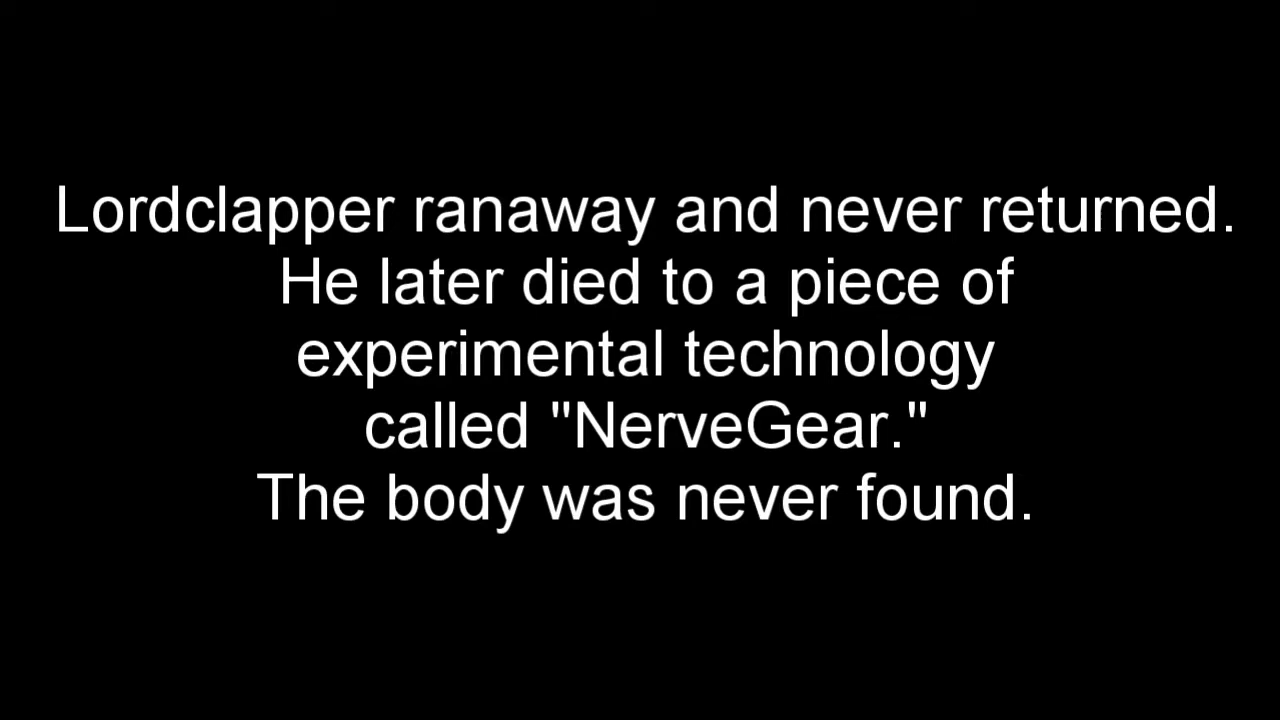 Lordclapper ranaway and never returned.
He later died to a piece of
experimental technology
called "NerveGear."
The body was never found.